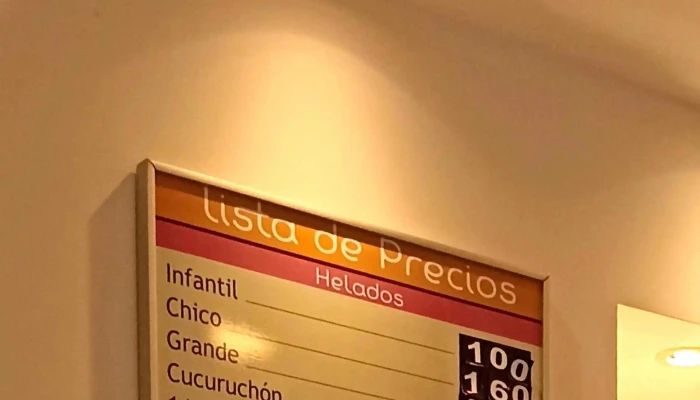 lista de Precios
Helados
Infantil 100
Chico 160
Grande
Cucuruchón